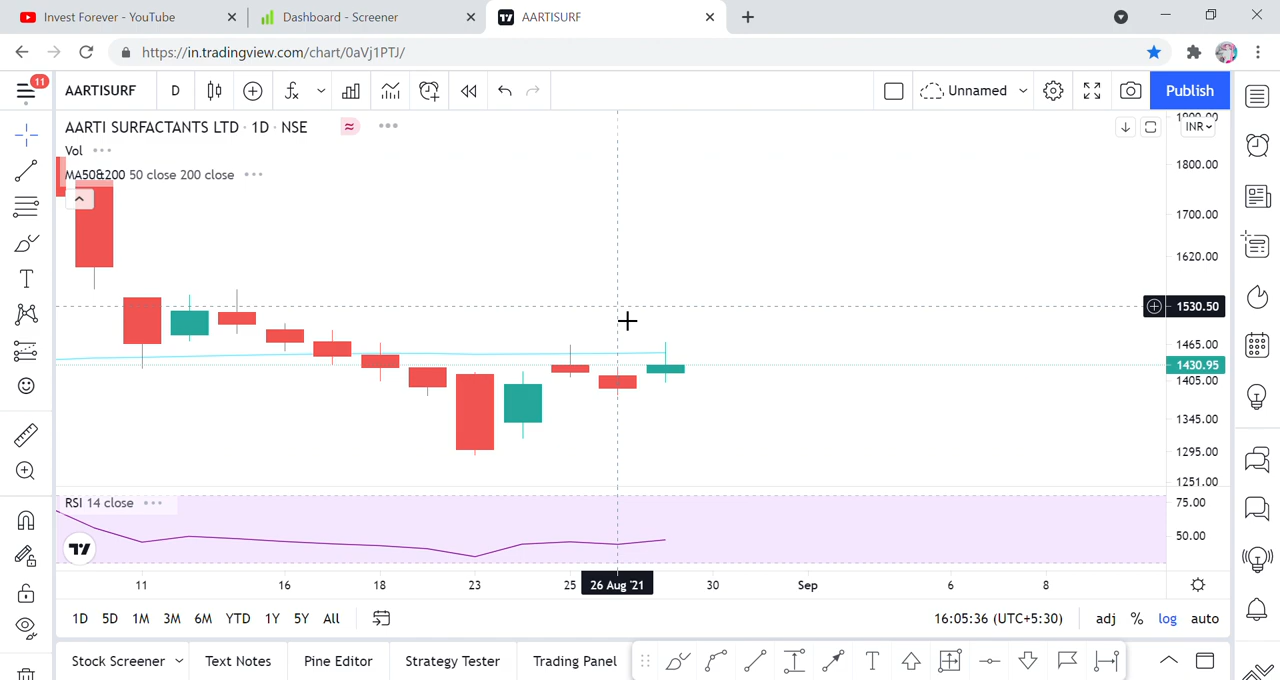 Invest Forever - YouTube
Dashboard - Screener
AARTISURF
https://in.tradingview.com/chart/0aVj1PTJ/
11
AARTISURF
D
Unnamed
Publish
AARTI SURFACTANTS LTD · 1D · NSE
INR
Vol
MA50&200 50 close 200 close
1900.00
1800.00
1700.00
1620.00
1530.50
1465.00
1430.95
1405.00
1345.00
1295.00
1251.00
RSI 14 close
75.00
50.00
11
16
18
23
25
26 Aug '21
30
Sep
6
8
1D 5D 1M 3M 6M YTD 1Y 5Y All
16:05:36 (UTC+5:30)
adj % log auto
Stock Screener
Text Notes
Pine Editor
Strategy Tester
Trading Panel